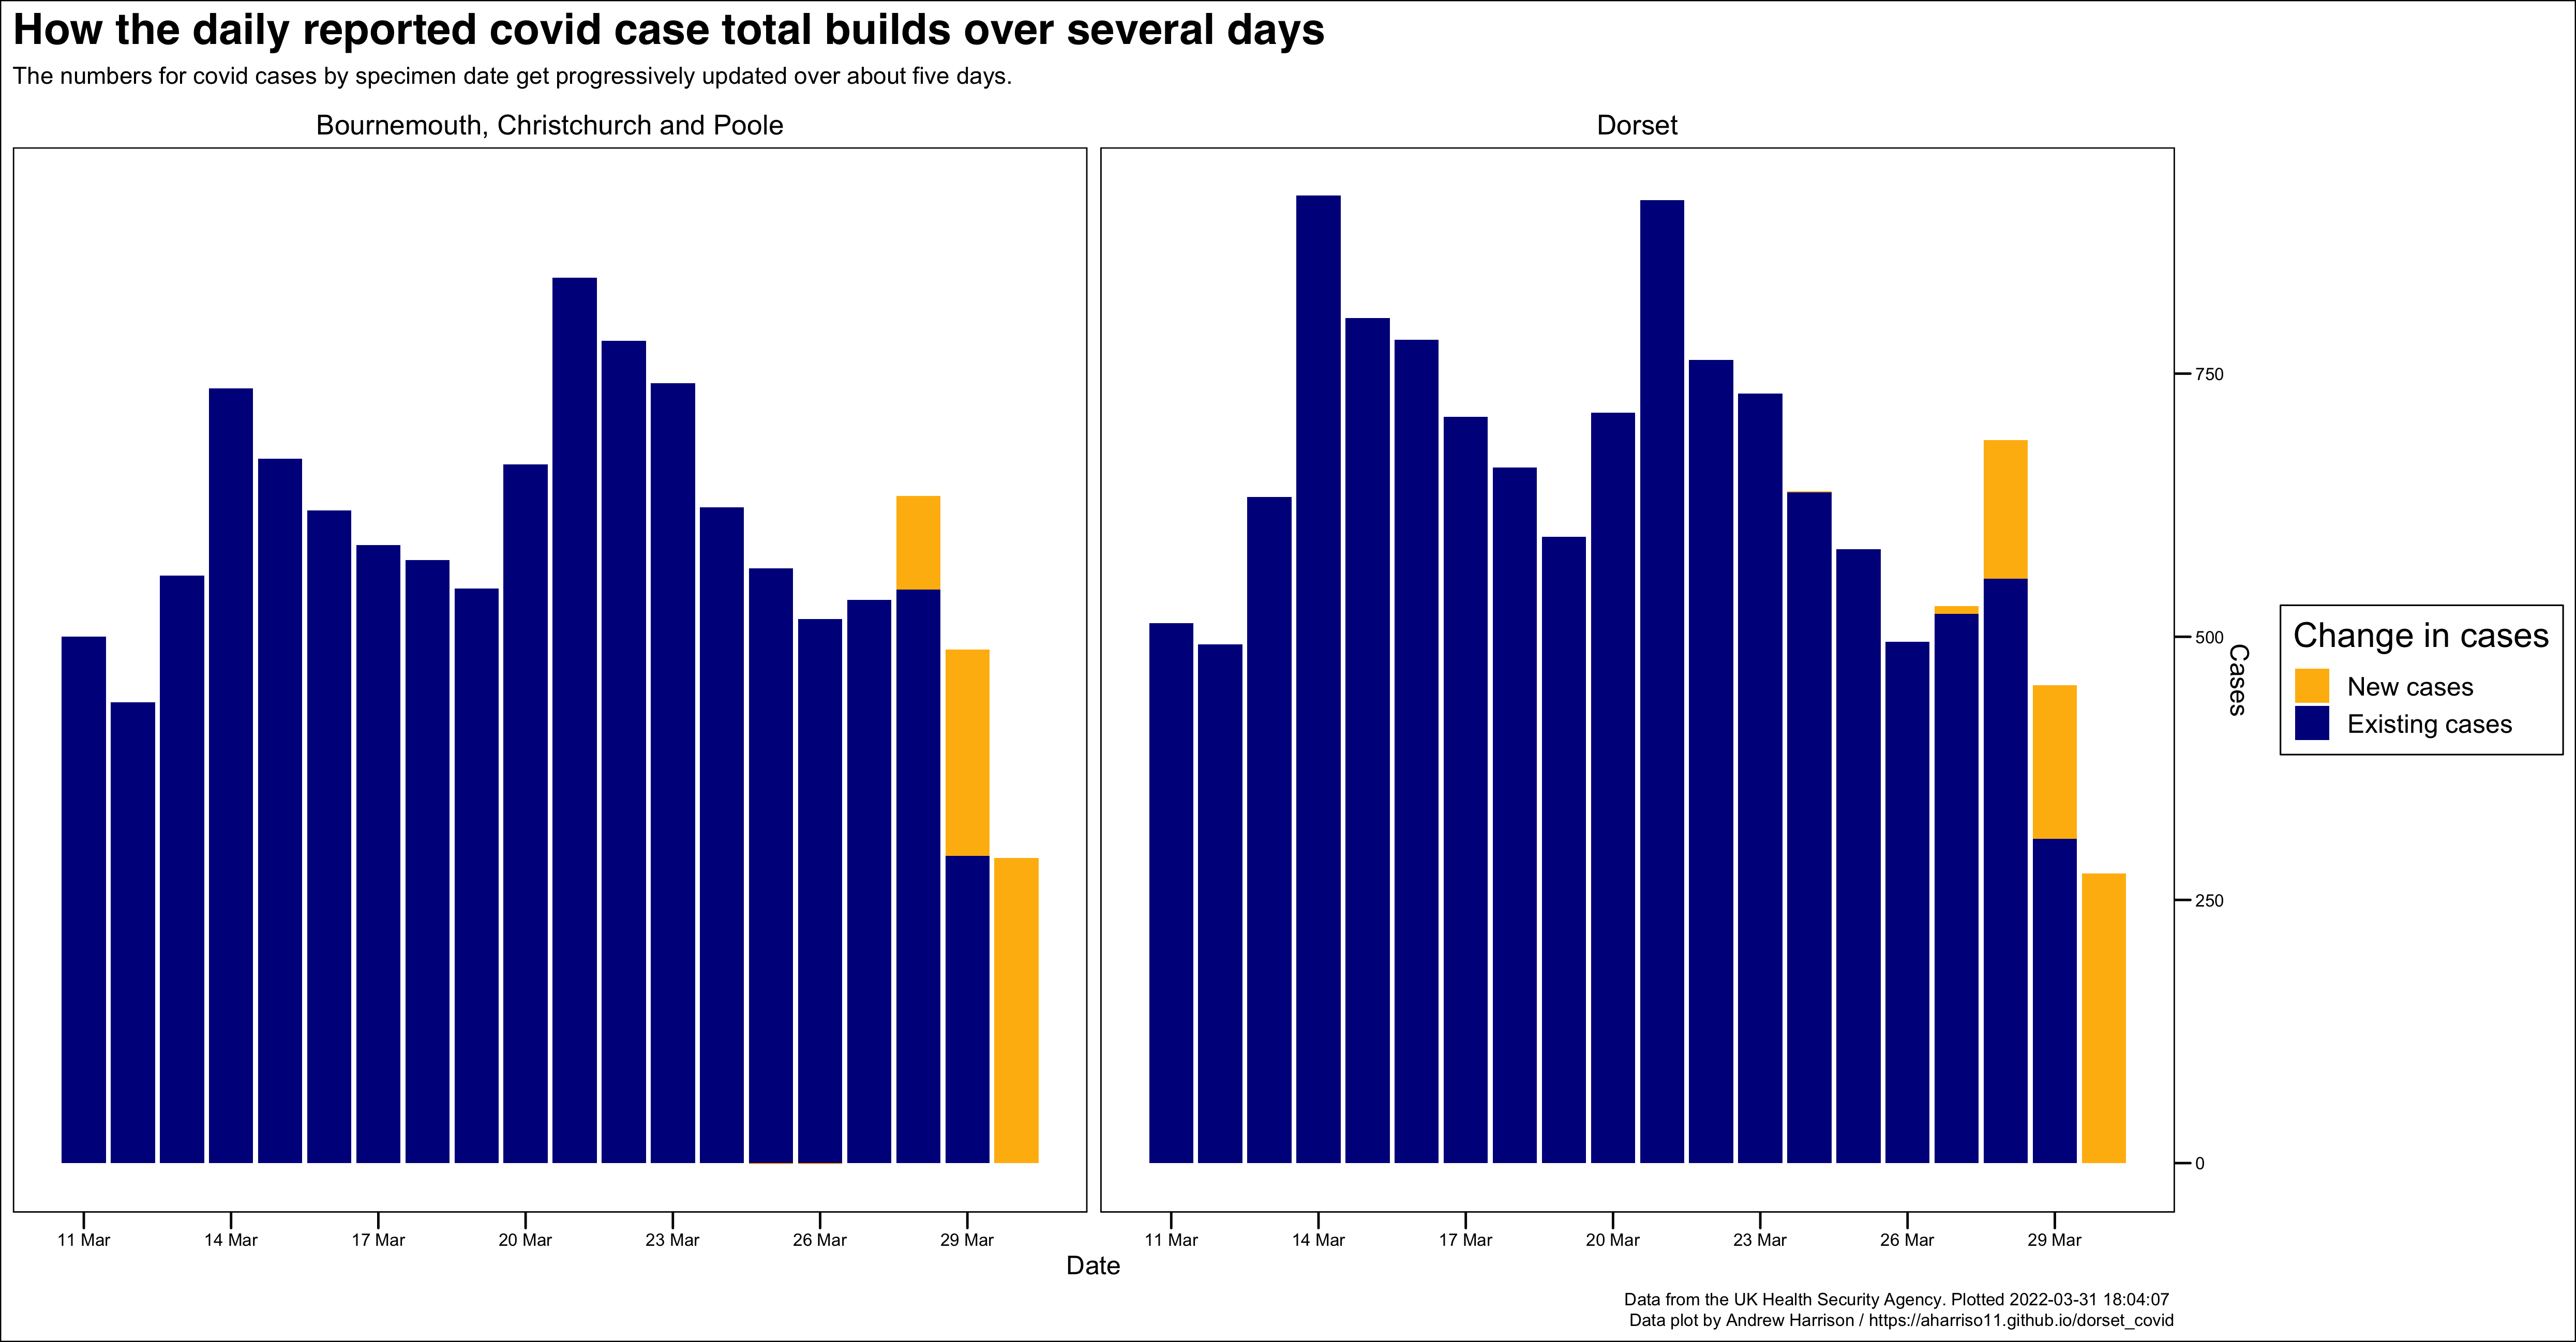 How the daily reported covid case total builds over several days
The numbers for covid cases by specimen date get progressively updated over about five days.
Bournemouth, Christchurch and Poole
Dorset
750
500
250
0
Cases
Change in cases
New cases
Existing cases
11 Mar 14 Mar 17 Mar 20 Mar 23 Mar 26 Mar 29 Mar
11 Mar 14 Mar 17 Mar 20 Mar 23 Mar 26 Mar 29 Mar
Date
Data from the UK Health Security Agency. Plotted 2022-03-31 18:04:07
Data plot by Andrew Harrison / https://aharriso11.github.io/dorset_covid